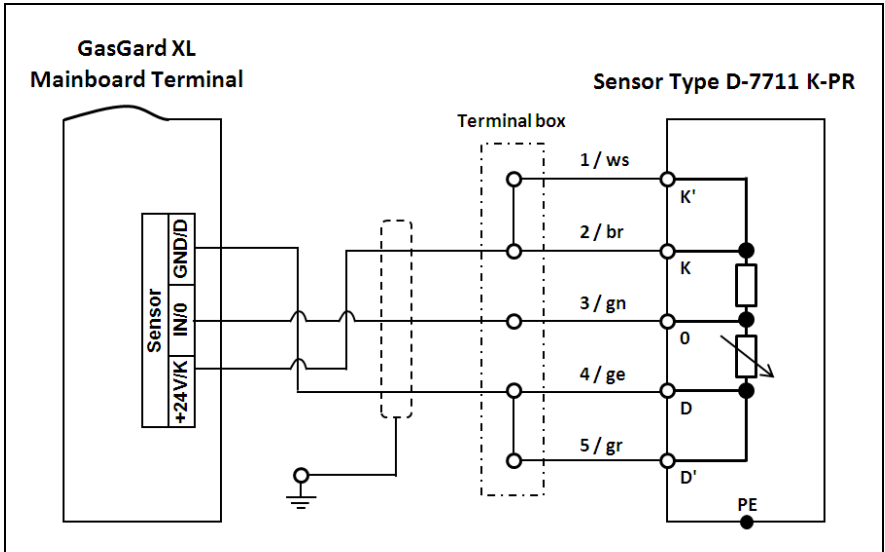 GasGard XL
Mainboard Terminal
Sensor Type D-7711 K-PR
Terminal box
1 / ws
K'
2 / br
K
3 / gn
0
4 / ge
D
5 / gr
D'
PE
Sensor
GND/D
IN/0
+24V/K